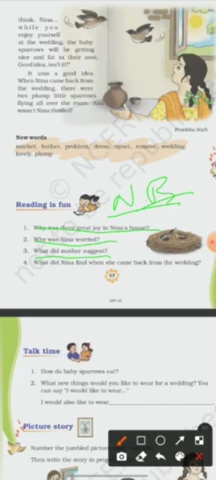 think, Nina...
while you
enjoy yourself
at the wedding, the baby
sparrows will be getting
nice and fat in their nest.
Good idea, isn't it?"
It was a good idea.
When Nina came back from
the wedding, there were
two plump little sparrows
flying all over the room.
wasn't Nina thrilled!
New words
market, bother, problem, dress, upset, remove, wedding
lovely, plump
NB
Reading is fun
1. Why was there great joy in Nina's house?
2. Why was Nina worried?
3. What did mother suggest?
4. What did Nina find when she came back from the wedding?
Talk time
1. How do baby sparrows eat?
2. What new things would you like to wear for a wedding? You
can say "I would like to wear..."
I would also like to wear
Picture story
Number the jumbled
Then write the story in